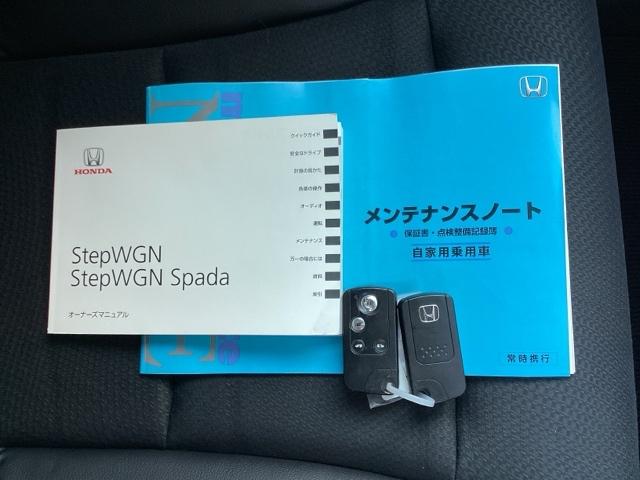 HONDA
StepWGN
StepWGN Spada
オーナーズマニュアル
クイックガイド
安全なドライブ
計器の見かた
各部の操作
オーディオ
運転
メンテナンス
万一の場合には
資料
索引
メンテナンスノート
保証書・点検整備記録簿
自家用乗用車
常時携行